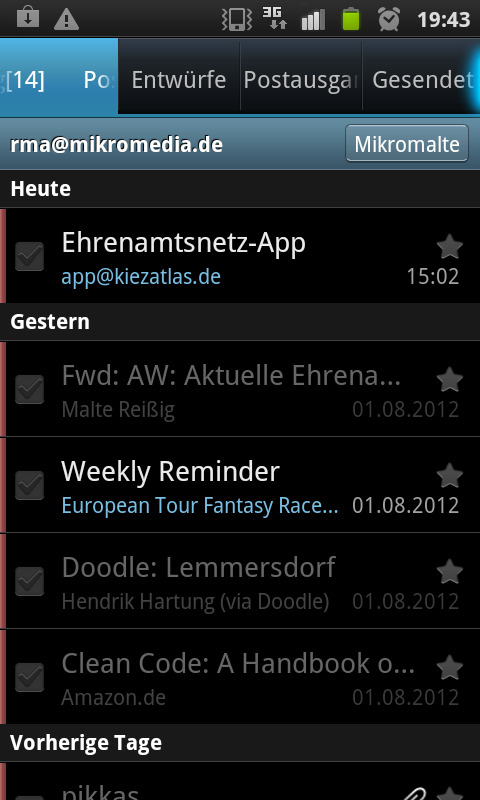 3G 19:43
[14] Po Entwürfe Postausga Gesendet
rma@mikromedia.de Mikromalte
Heute
Ehrenamtsnetz-App
app@kiezatlas.de 15:02
Gestern
Fwd: AW: Aktuelle Ehrena...
Malte Reißig 01.08.2012
Weekly Reminder
European Tour Fantasy Race... 01.08.2012
Doodle: Lemmersdorf
Hendrik Hartung (via Doodle) 01.08.2012
Clean Code: A Handbook o...
Amazon.de 01.08.2012
Vorherige Tage
pikkas